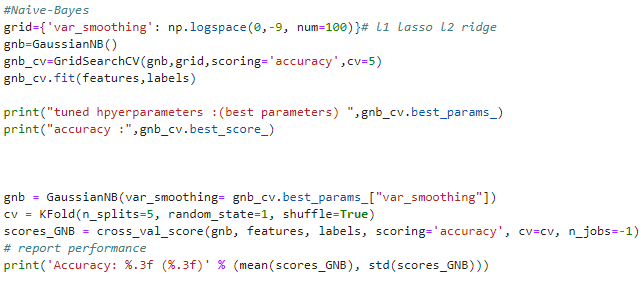 #Naive-Bayes
grid={'var_smoothing': np.logspace(0,-9, num=100)}# l1 lasso l2 ridge
gnb=GaussianNB()
gnb_cv=GridSearchCV(gnb,grid,scoring='accuracy',cv=5)
gnb_cv.fit(features,labels)
print("tuned hpyerparameters :(best parameters) ",gnb_cv.best_params_)
print("accuracy :",gnb_cv.best_score_)
gnb = GaussianNB(var_smoothing= gnb_cv.best_params_["var_smoothing"])
cv = KFold(n_splits=5, random_state=1, shuffle=True)
scores_GNB = cross_val_score(gnb, features, labels, scoring='accuracy', cv=cv, n_jobs=-1)
# report performance
print('Accuracy: %.3f (%.3f)' % (mean(scores_GNB), std(scores_GNB)))